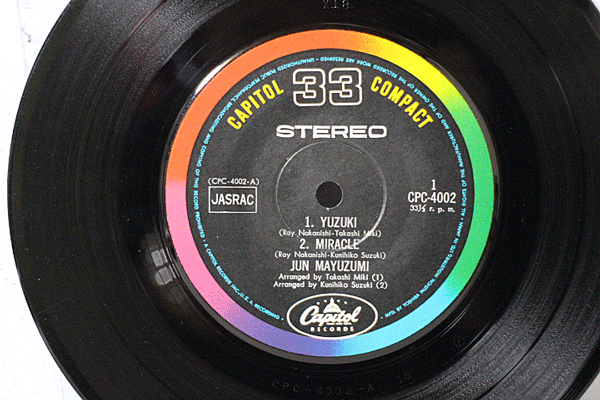 CAPITOL 33 COMPACT
STEREO
(CPC-4002-A)
JASRAC
1
CPC-4002
33⅓ r. p. m.
1. YUZUKI
(Ray Nakanishi-Takashi Miki)
2. MIRACLE
(Ray Nakanishi-Kunihiko Suzuki)
JUN MAYUZUMI
Arranged by Takashi Miki (1)
Arranged by Kunihiko Suzuki (2)
Capitol
RECORDS
CPC-4002-A